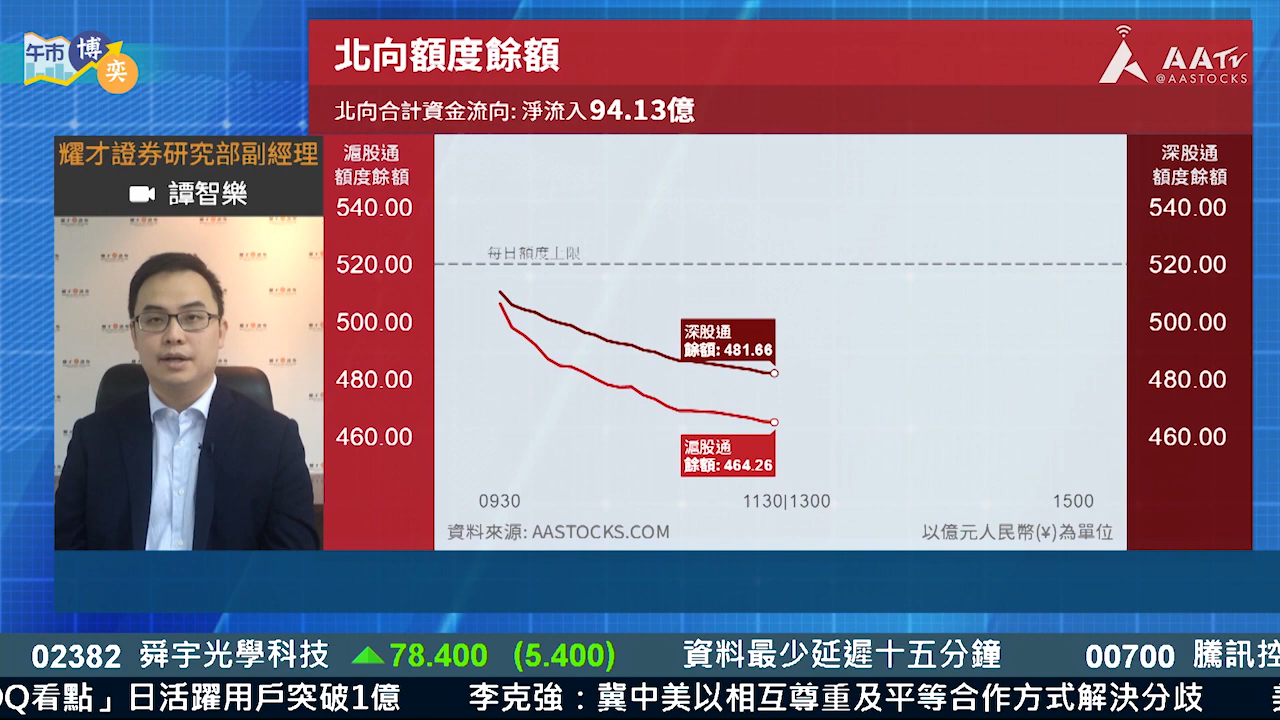 午市
博
奕
北向額度餘額
AATV
@AASTOCKS
北向合計資金流向: 淨流入94.13億
耀才證券研究部副經理
譚智樂
滬股通
額度餘額
540.00
520.00
500.00
480.00
460.00
深股通
額度餘額
540.00
520.00
500.00
480.00
460.00
每日額度上限
深股通
餘額: 481.66
滬股通
餘額: 464.26
0930
1130|1300
1500
資料來源: AASTOCKS.COM
以億元人民幣(¥)為單位
02382 舜宇光學科技 ▲78.400 (5.400) 資料最少延遲十五分鐘 00700 騰訊控
Q看點」日活躍用戶突破1億 李克強：冀中美以相互尊重及平等合作方式解決分歧